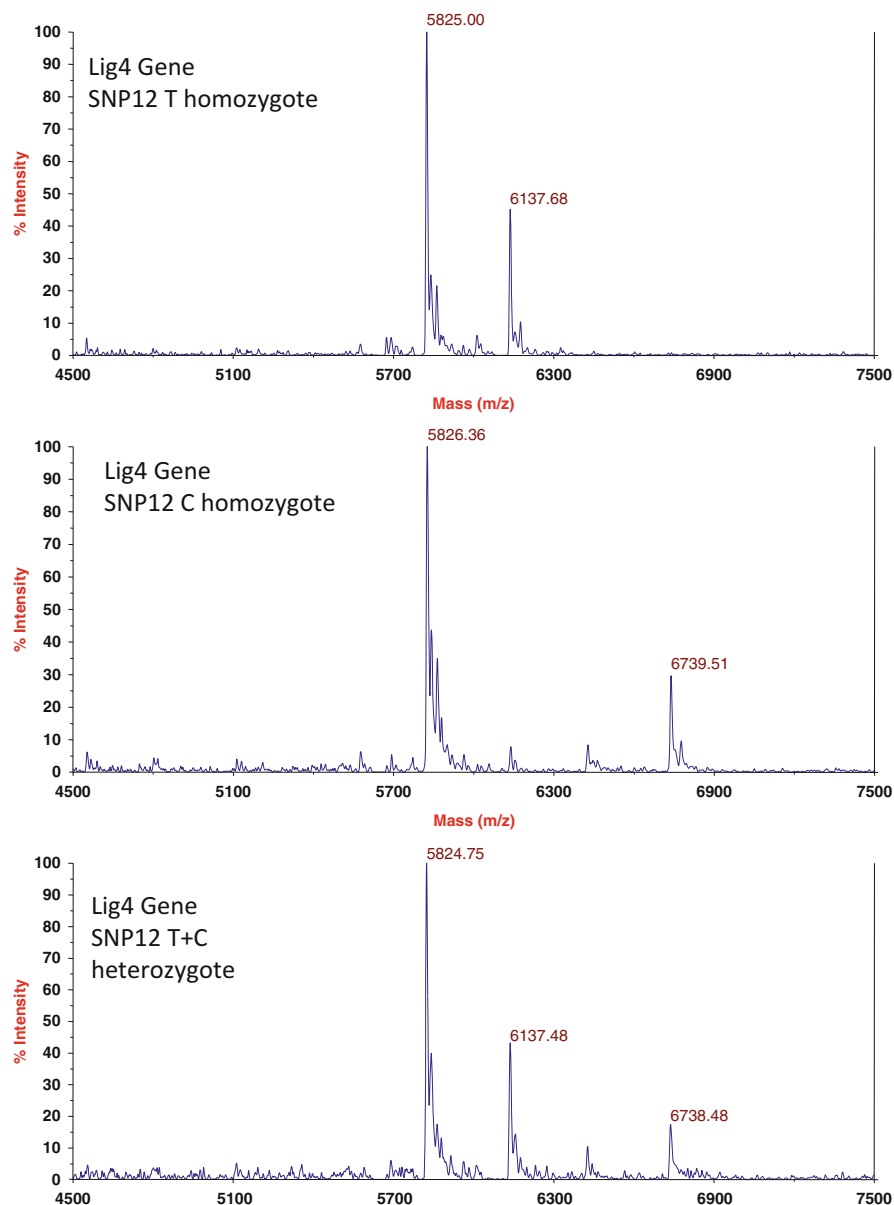 5825.00
100
90
80
70
60
50
40
30
20
10
0
% Intensity
Lig4 Gene
SNP12 T homozygote
6137.68
4500 5100 5700 6300 6900 7500
Mass (m/z)
5826.36
100
90
80
70
60
50
40
30
20
10
0
% Intensity
Lig4 Gene
SNP12 C homozygote
6739.51
4500 5100 5700 6300 6900 7500
Mass (m/z)
5824.75
100
90
80
70
60
50
40
30
20
10
0
% Intensity
Lig4 Gene
SNP12 T+C
heterozygote
6137.48
6738.48
4500 5100 5700 6300 6900 7500